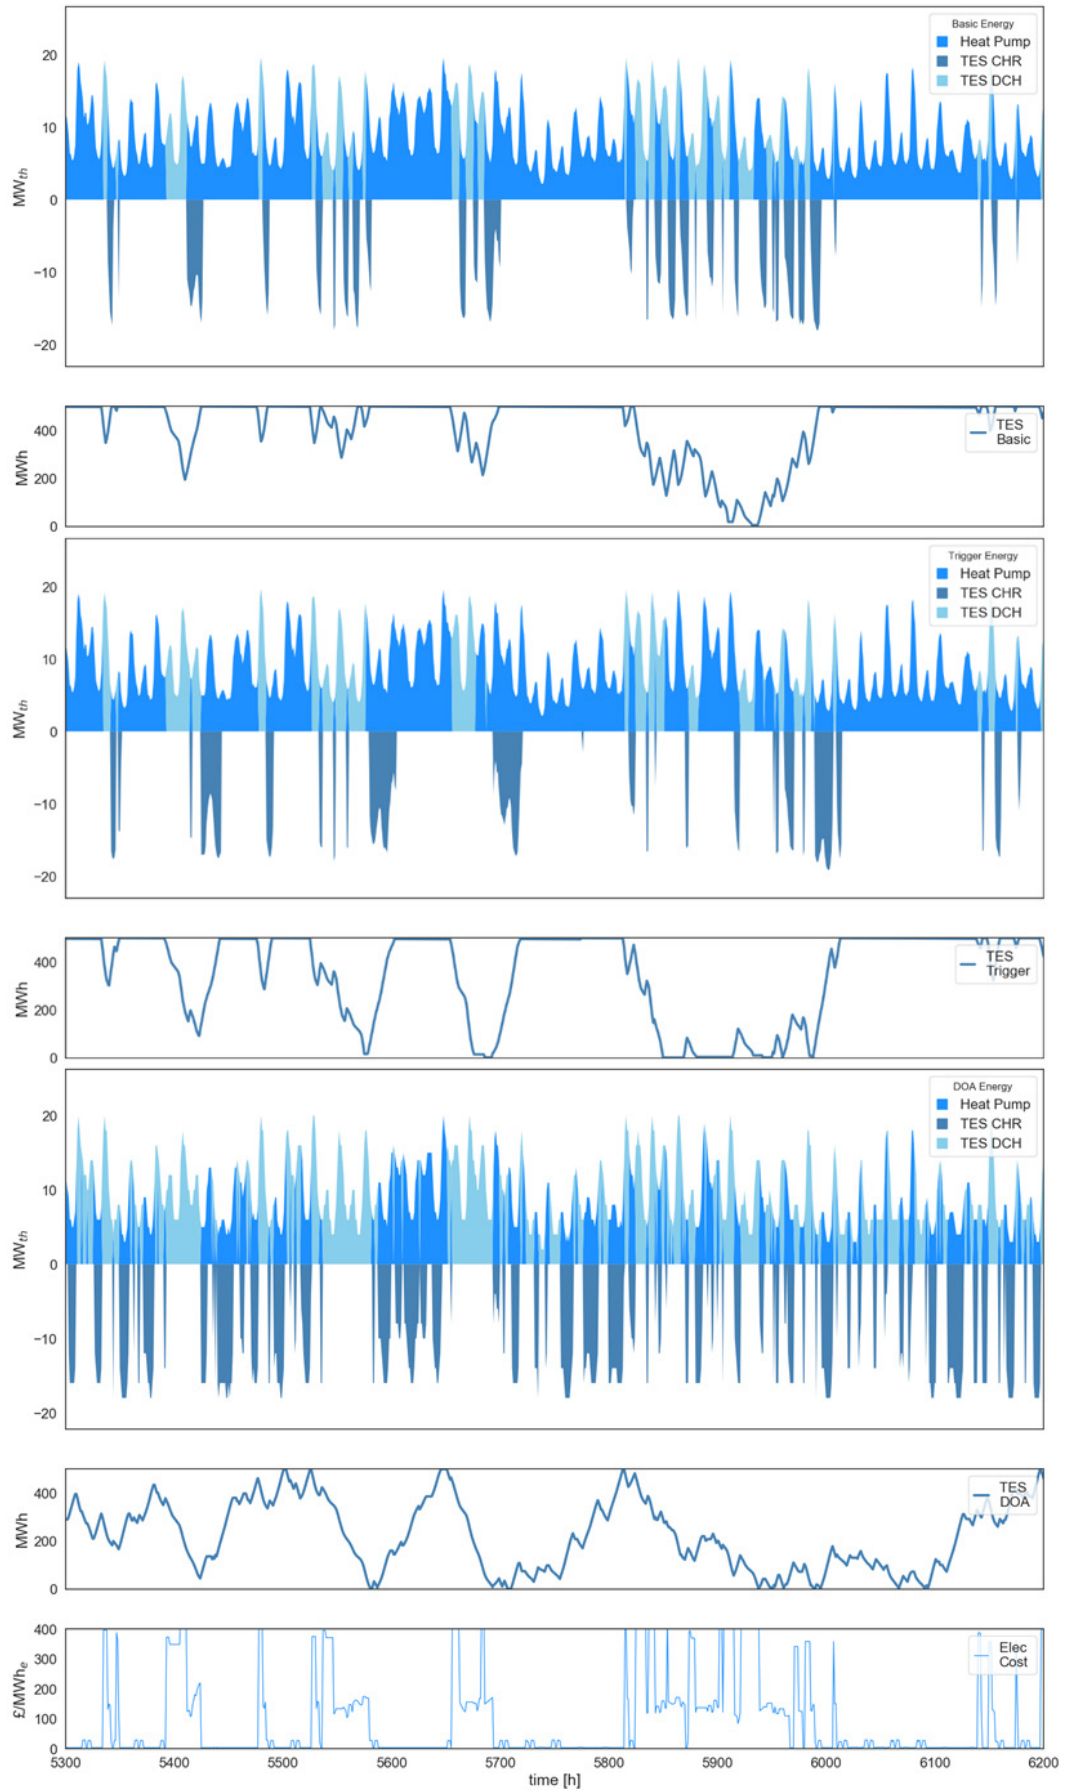 Basic Energy
Heat Pump
TES CHR
TES DCH
MWth
20
10
0
−10
−20
TES
Basic
MWh
400
200
0
Trigger Energy
Heat Pump
TES CHR
TES DCH
MWth
20
10
0
−10
−20
TES
Trigger
MWh
400
200
0
DOA Energy
Heat Pump
TES CHR
TES DCH
MWth
20
10
0
−10
−20
TES
DOA
MWh
400
200
0
Elec
Cost
£/MWhe
400
300
200
100
0
5300 5400 5500 5600 5700 5800 5900 6000 6100 6200
time [h]